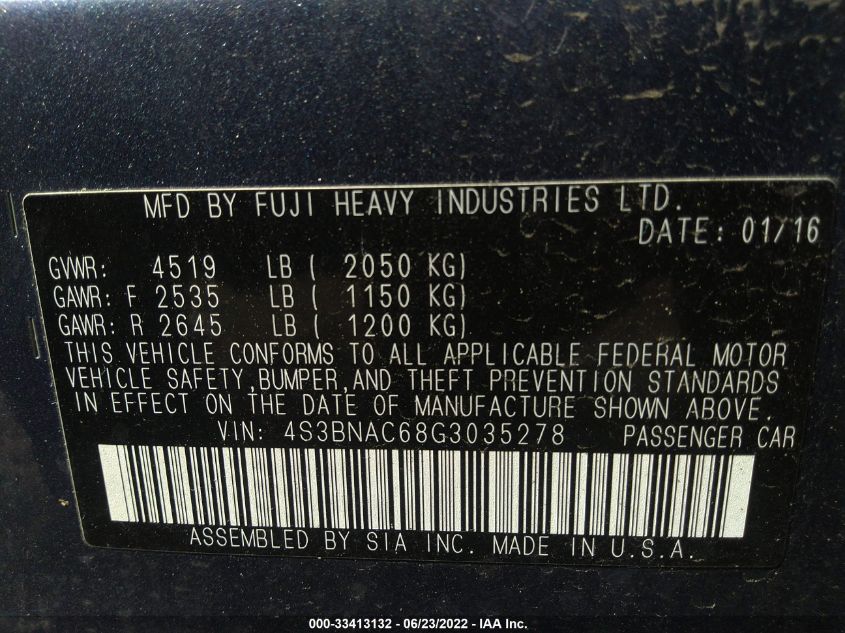 MFD BY FUJI HEAVY INDUSTRIES LTD.
DATE: 01/16
GVWR: 4519 LB ( 2050 KG)
GAWR: F 2535 LB ( 1150 KG)
GAWR: R 2645 LB ( 1200 KG)
THIS VEHICLE CONFORMS TO ALL APPLICABLE FEDERAL MOTOR
VEHICLE SAFETY,BUMPER,AND THEFT PREVENTION STANDARDS
IN EFFECT ON THE DATE OF MANUFACTURE SHOWN ABOVE.
VIN: 4S3BNAC68G3035278 PASSENGER CAR
ASSEMBLED BY SIA INC. MADE IN U.S.A.
000-33413132 - 06/23/2022 - IAA Inc.